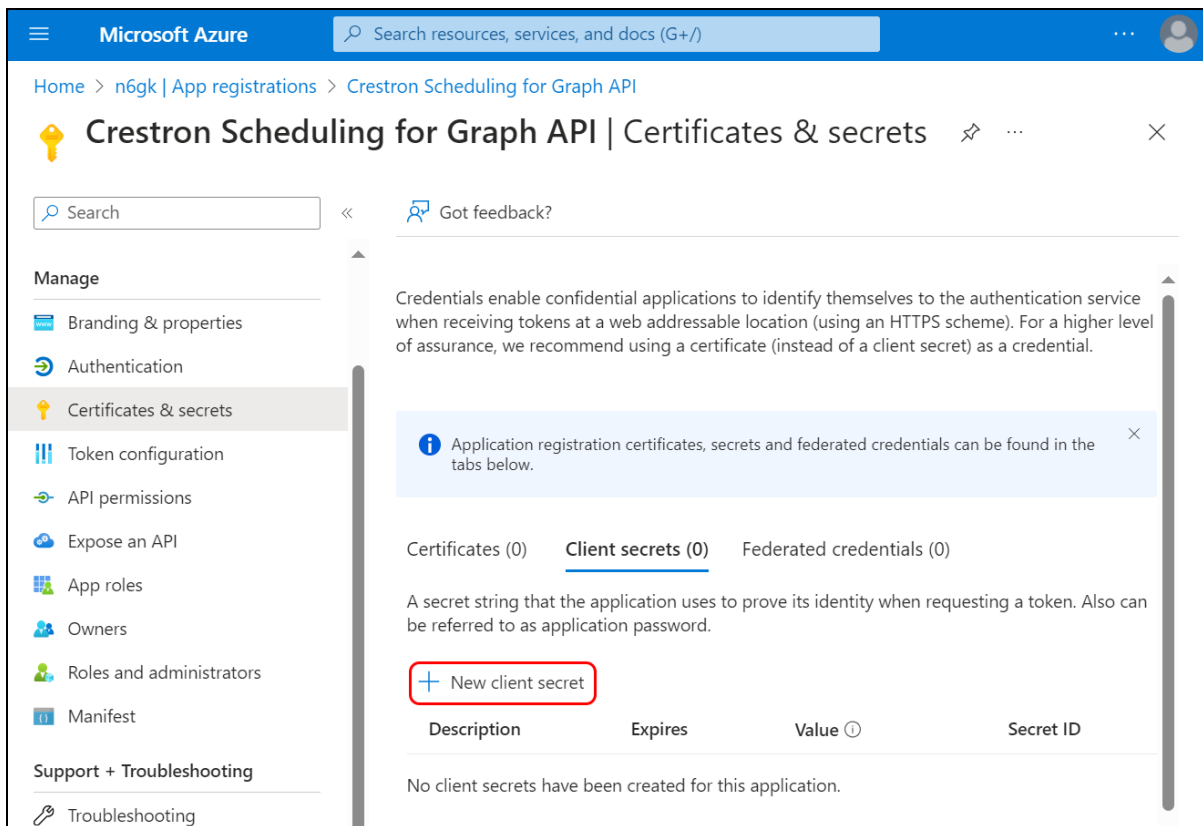 Microsoft Azure
Search resources, services, and docs (G+/)
...
Home > n6gk | App registrations > Crestron Scheduling for Graph API
Crestron Scheduling for Graph API | Certificates & secrets
...
Search
«
Got feedback?
Manage
Branding & properties
Authentication
Certificates & secrets
Token configuration
API permissions
Expose an API
App roles
Owners
Roles and administrators
Manifest
Support + Troubleshooting
Troubleshooting
Credentials enable confidential applications to identify themselves to the authentication service
when receiving tokens at a web addressable location (using an HTTPS scheme). For a higher level
of assurance, we recommend using a certificate (instead of a client secret) as a credential.
Application registration certificates, secrets and federated credentials can be found in the
tabs below.
Certificates (0) Client secrets (0) Federated credentials (0)
A secret string that the application uses to prove its identity when requesting a token. Also can
be referred to as application password.
+ New client secret
Description Expires Value Secret ID
No client secrets have been created for this application.